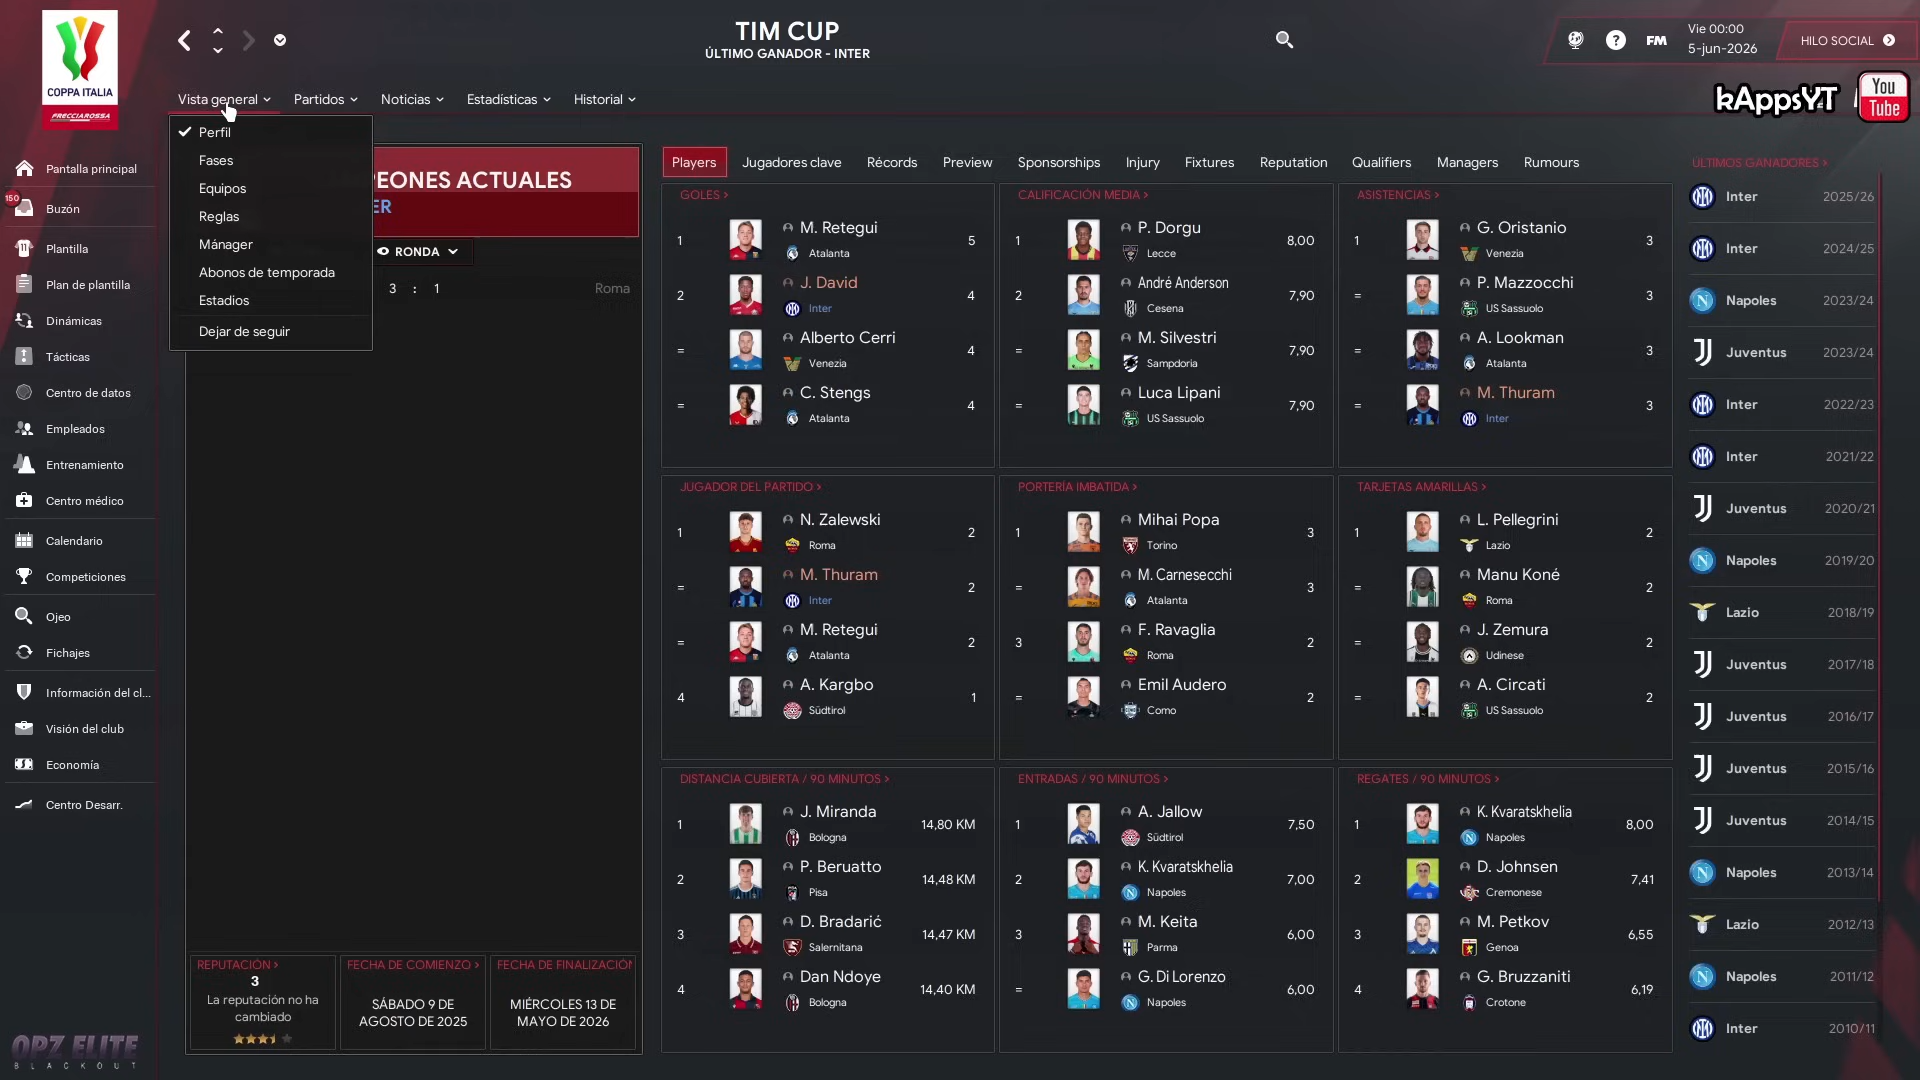 COPPA ITALIA
FRECCIAROSSA
TIM CUP
ÚLTIMO GANADOR - INTER
FM
Vie 00:00
5-jun-2026
HILO SOCIAL
kAppsYT
You
Tube
Vista general
Partidos
Noticias
Estadísticas
Historial
Perfil
Fases
Equipos
Reglas
Mánager
Abonos de temporada
Estadios
Dejar de seguir
Pantalla principal
150
Buzón
Plantilla
Plan de plantilla
Dinámicas
Tácticas
Centro de datos
Empleados
Entrenamiento
Centro médico
Calendario
Competiciones
Ojeo
Fichajes
Información del cl...
Visión del club
Economía
Centro Desarr.
OPZ ELITE
BLACKOUT
PEONES ACTUALES
ER
RONDA
3 : 1 Roma
REPUTACIÓN >
3
La reputación no ha
cambiado
FECHA DE COMIENZO >
SÁBADO 9 DE
AGOSTO DE 2025
FECHA DE FINALIZACIÓN
MIÉRCOLES 13 DE
MAYO DE 2026
Players Jugadores clave Récords Preview Sponsorships Injury Fixtures Reputation Qualifiers Managers Rumours
GOLES >
1 M. Retegui 5
Atalanta
2 J. David 4
Inter
= Alberto Cerri 4
Venezia
= C. Stengs 4
Atalanta
CALIFICACIÓN MEDIA >
1 P. Dorgu 8,00
Lecce
2 André Anderson 7,90
Cesena
= M. Silvestri 7,90
Sampdoria
= Luca Lipani 7,90
US Sassuolo
ASISTENCIAS >
1 G. Oristanio 3
Venezia
= P. Mazzocchi 3
US Sassuolo
= A. Lookman 3
Atalanta
= M. Thuram 3
Inter
JUGADOR DEL PARTIDO >
1 N. Zalewski 2
Roma
= M. Thuram 2
Inter
= M. Retegui 2
Atalanta
4 A. Kargbo 1
Südtirol
PORTERÍA IMBATIDA >
1 Mihai Popa 3
Torino
= M. Carnesecchi 3
Atalanta
3 F. Ravaglia 2
Roma
= Emil Audero 2
Como
TARJETAS AMARILLAS >
1 L. Pellegrini 2
Lazio
= Manu Koné 2
Roma
= J. Zemura 2
Udinese
= A. Circati 2
US Sassuolo
DISTANCIA CUBIERTA / 90 MINUTOS >
1 J. Miranda 14,80 KM
Bologna
2 P. Beruatto 14,48 KM
Pisa
3 D. Bradarić 14,47 KM
Salernitana
4 Dan Ndoye 14,40 KM
Bologna
ENTRADAS / 90 MINUTOS >
1 A. Jallow 7,50
Südtirol
2 K. Kvaratskhelia 7,00
Napoles
3 M. Keita 6,00
Parma
= G. Di Lorenzo 6,00
Napoles
REGATES / 90 MINUTOS >
1 K. Kvaratskhelia 8,00
Napoles
2 D. Johnsen 7,41
Cremonese
3 M. Petkov 6,55
Genoa
4 G. Bruzzaniti 6,19
Crotone
ÚLTIMOS GANADORES >
Inter 2025/26
Inter 2024/25
Napoles 2023/24
Juventus 2023/24
Inter 2022/23
Inter 2021/22
Juventus 2020/21
Napoles 2019/20
Lazio 2018/19
Juventus 2017/18
Juventus 2016/17
Juventus 2015/16
Juventus 2014/15
Napoles 2013/14
Lazio 2012/13
Napoles 2011/12
Inter 2010/11